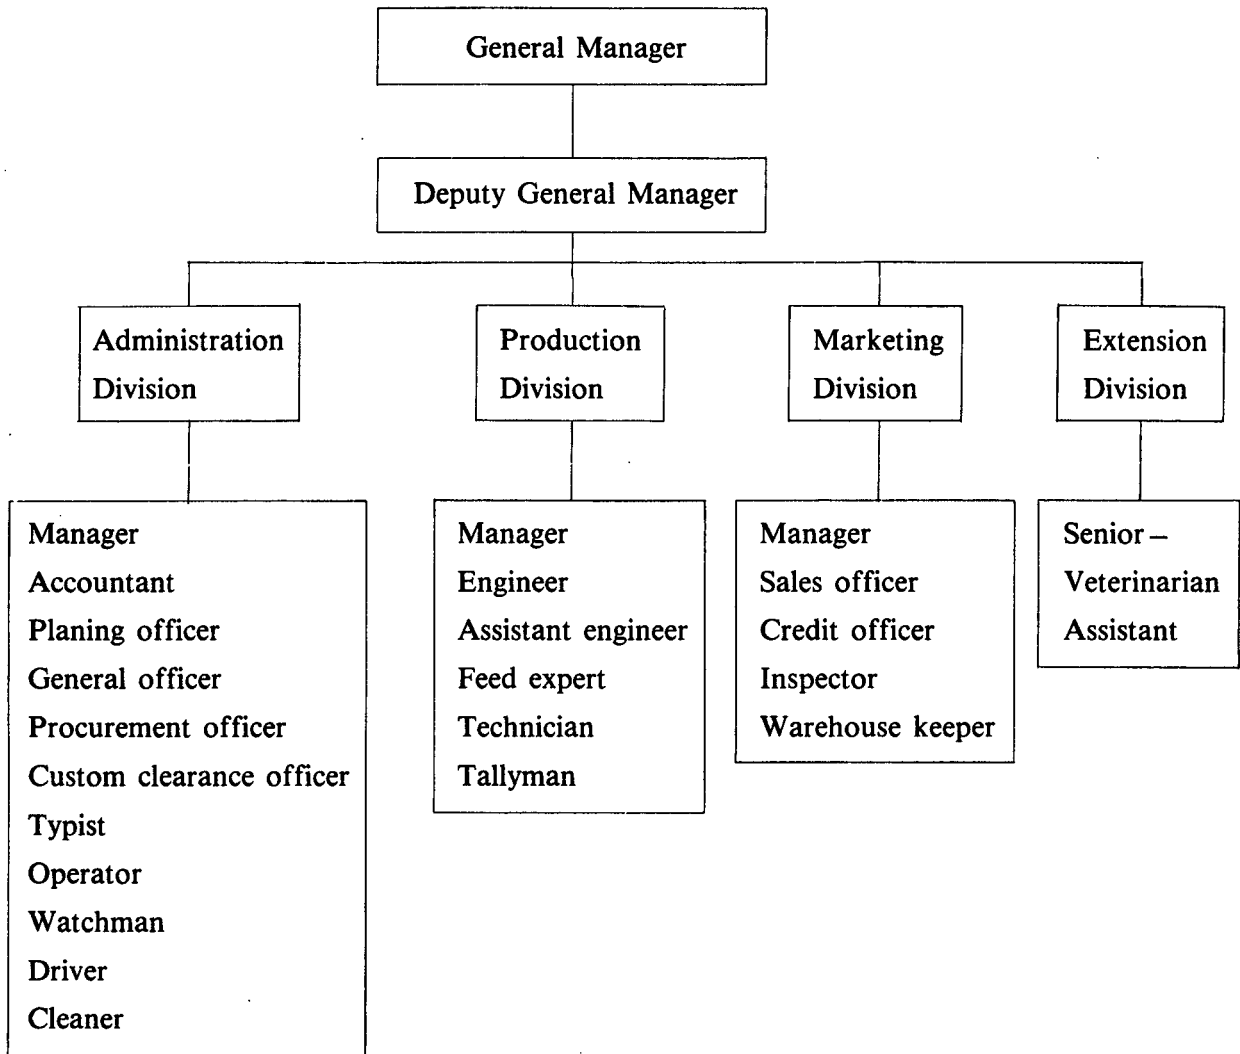 General Manager
Deputy General Manager
Administration
Division
Production
Division
Marketing
Division
Extension
Division
Manager
Accountant
Planing officer
General officer
Procurement officer
Custom clearance officer
Typist
Operator
Watchman
Driver
Cleaner
Manager
Engineer
Assistant engineer
Feed expert
Technician
Tallyman
Manager
Sales officer
Credit officer
Inspector
Warehouse keeper
Senior –
Veterinarian
Assistant